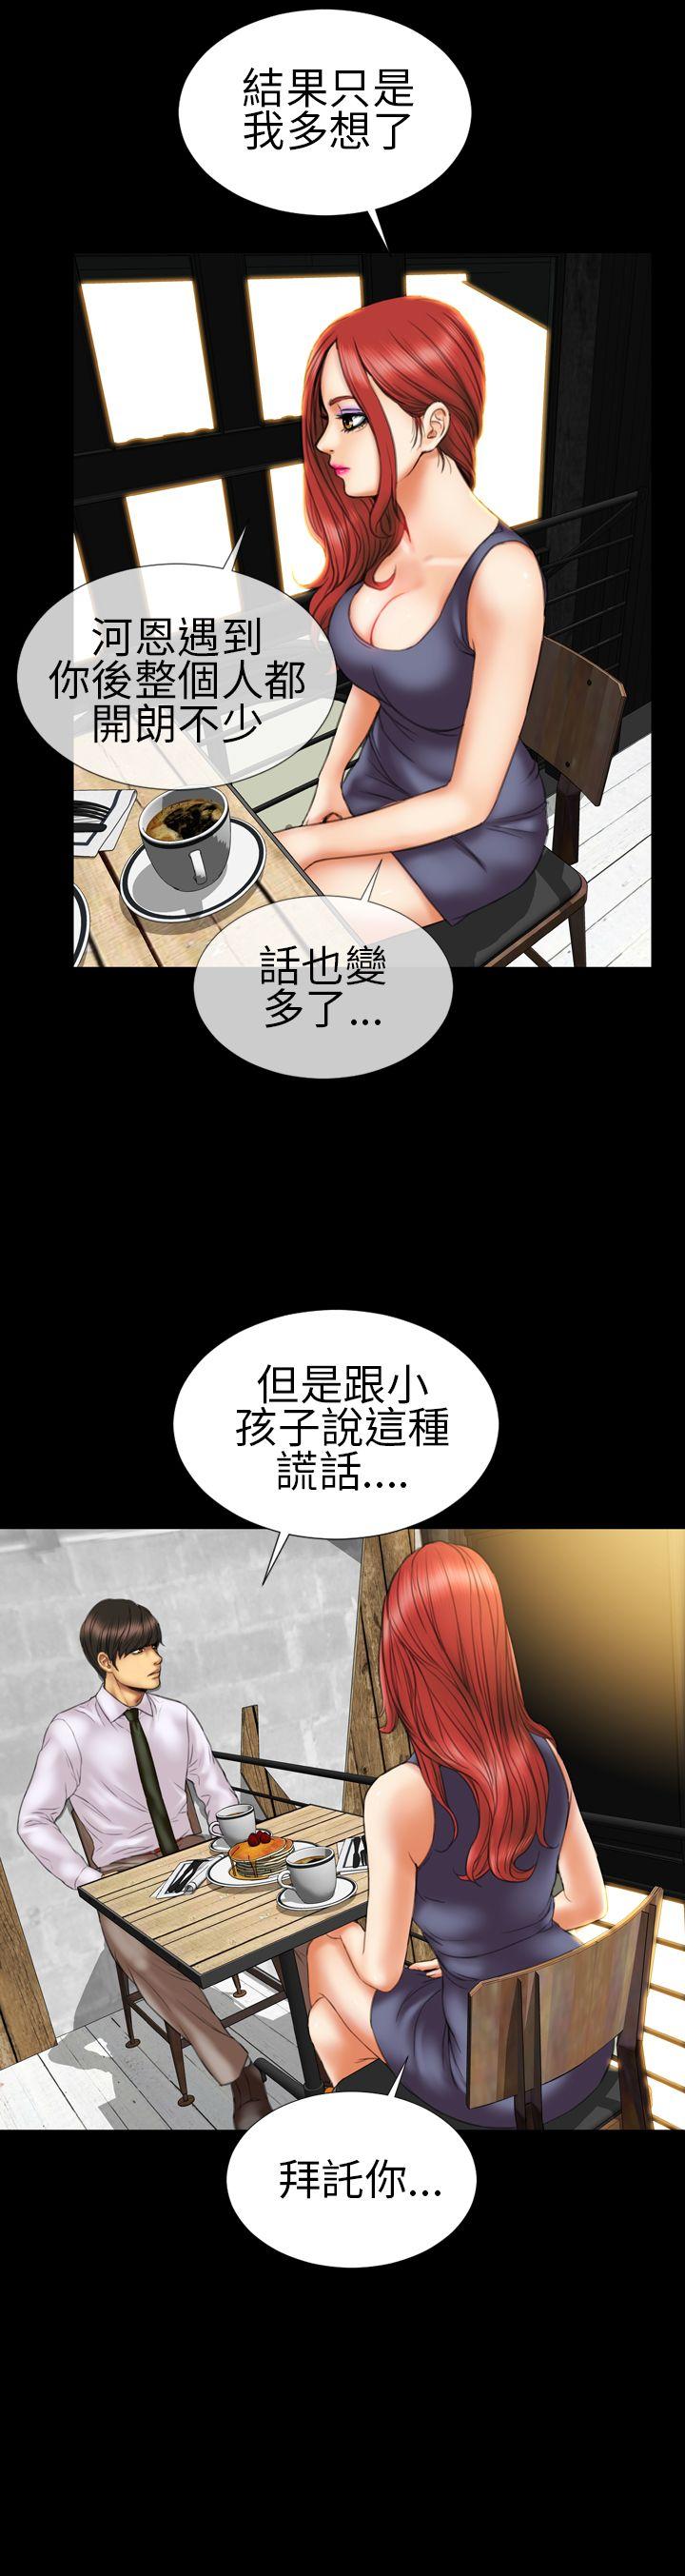 結果只是
我多想了
河恩遇到
你後整個人都
開朗不少
話也變
多了...
但是跟小
孩子說這種
謊話....
拜託你...